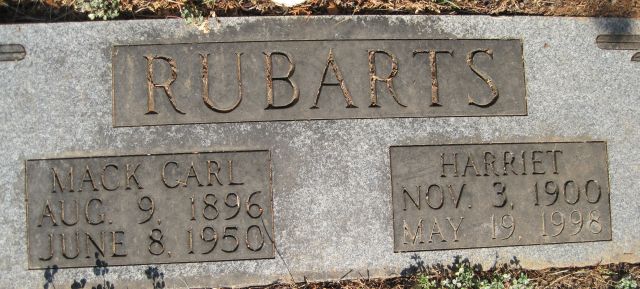 RUBARTS
MACK CARL
AUG. 9, 1896
JUNE 8, 1950
HARRIET
NOV. 3, 1900
MAY 19, 1998